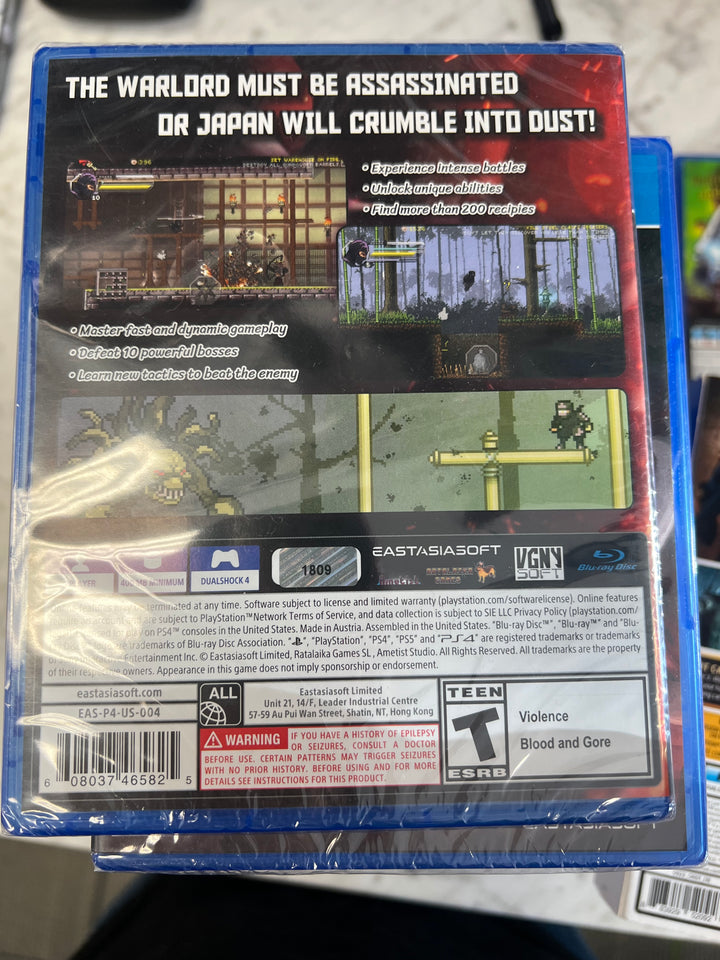 THE WARLORD MUST BE ASSASSINATED
OR JAPAN WILL CRUMBLE INTO DUST!
3:96
SET WAREHOUSE ON FIRE,
10
• Experience intense battles
• Unlock unique abilities
• Find more than 200 recipies
• Master fast and dynamic gameplay
• Defeat 10 powerful bosses
• Learn new tactics to beat the enemy
PLAYER
MINIMUM
DUALSHOCK 4
1809
EASTASIASOFT
VGNY
SOFT
Blu-ray Disc
terminated at any time. Software subject to license and limited warranty (playstation.com/softwarelicense). Online features
are subject to PlayStation™Network Terms of Service, and data collection is subject to SIE LLC Privacy Policy (playstation.com/
on PS4™ consoles in the United States. Made in Austria. Assembled in the United States. "Blu-ray Disc™", "Blu-ray™" and "Blu-
are trademarks of Blu-ray Disc Association. "PlayStation", "PS4", "PS5" and "PS4" are registered trademarks or trademarks
Entertainment Inc. © Eastasiasoft Limited, Ratalaika Games SL, Ametist Studio. All Rights Reserved. All trademarks are the property
of their respective owners. Appearance in this game does not imply sponsorship or endorsement.
eastasiasoft.com
EAS-P4-US-004
ALL
Eastasiasoft Limited
Unit 21, 14/F, Leader Industrial Centre
57-59 Au Pui Wan Street, Shatin, NT, Hong Kong
WARNING IF YOU HAVE A HISTORY OF EPILEPSY
OR SEIZURES, CONSULT A DOCTOR
BEFORE USE. CERTAIN PATTERNS MAY TRIGGER SEIZURES
WITH NO PRIOR HISTORY. BEFORE USING AND FOR MORE
DETAILS SEE INSTRUCTIONS FOR THIS PRODUCT.
TEEN
T
ESRB
Violence
Blood and Gore
6 08037 46582 5
EASTASIASOFT